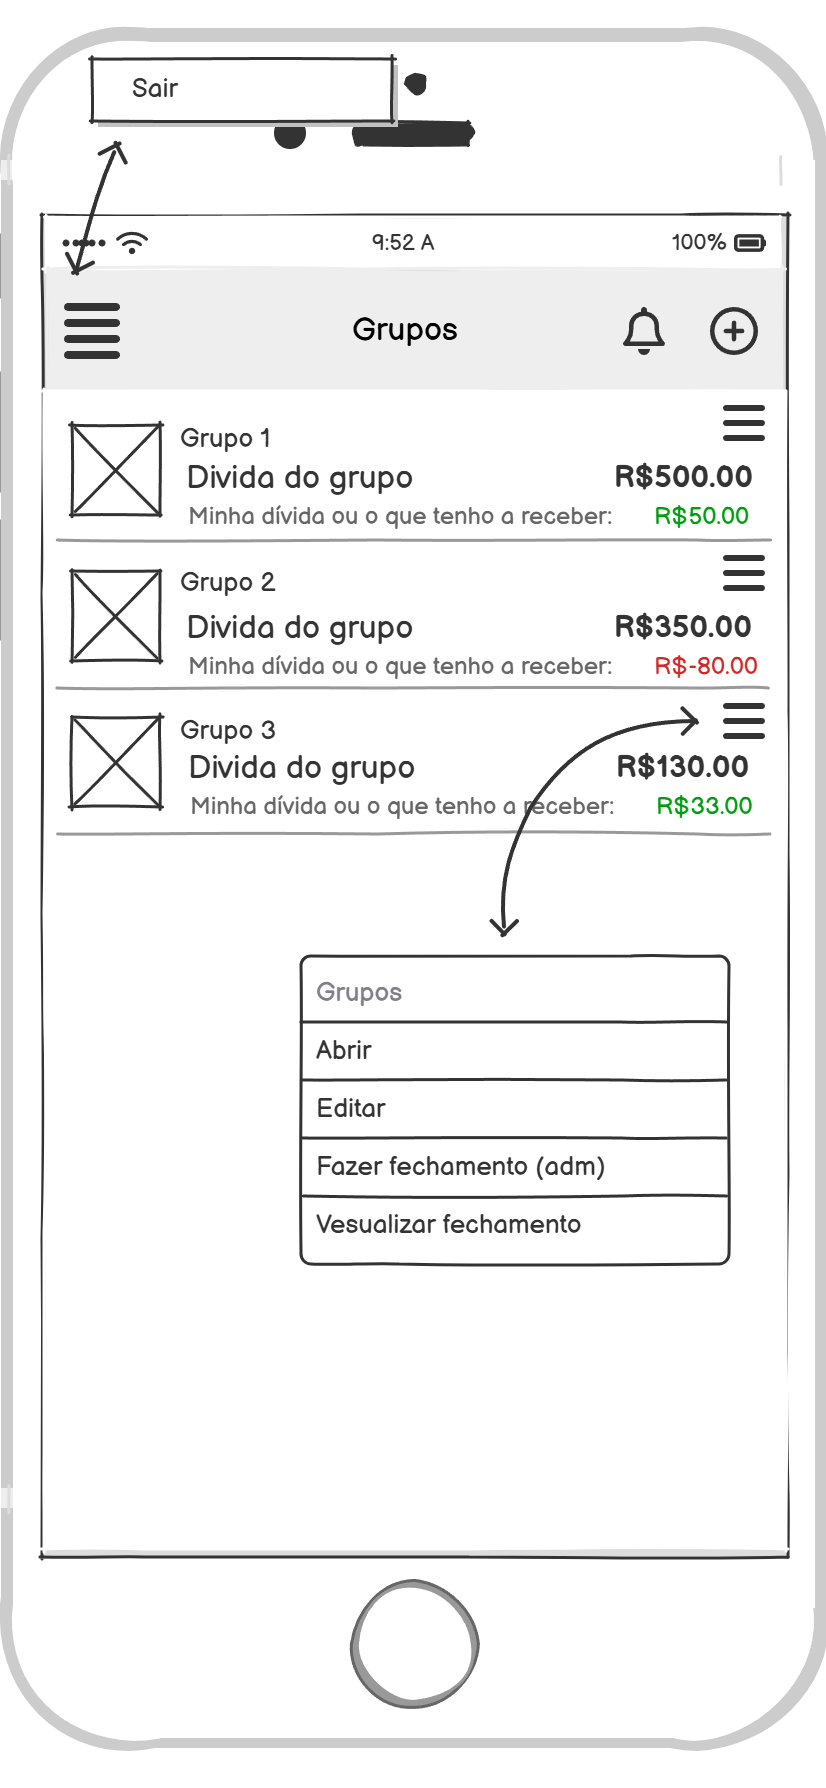 Sair
9:52 A
100%
Grupos
Grupo 1
Divida do grupo R$500.00
Minha dívida ou o que tenho a receber: R$50.00
Grupo 2
Divida do grupo R$350.00
Minha dívida ou o que tenho a receber: R$-80.00
Grupo 3
Divida do grupo R$130.00
Minha dívida ou o que tenho a receber: R$33.00
Grupos
Abrir
Editar
Fazer fechamento (adm)
Vesualizar fechamento